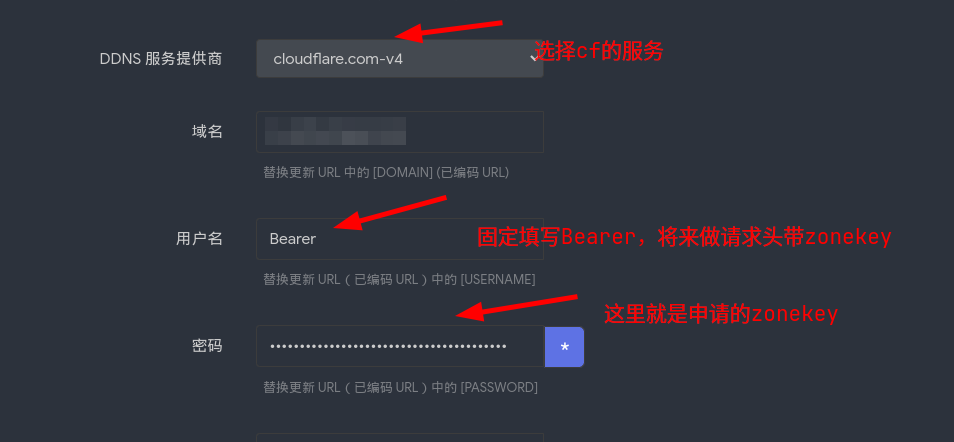 DDNS 服务提供商
cloudflare.com-v4
选择cf的服务
域名
替换更新 URL 中的 [DOMAIN] (已编码 URL)
用户名
Bearer
固定填写Bearer，将来做请求头带zonekey
替换更新 URL（已编码 URL）中的 [USERNAME]
这里就是申请的zonekey
密码
••••••••••••••••••••••••••••••••••••••••
*
替换更新 URL（已编码 URL）中的 [PASSWORD]